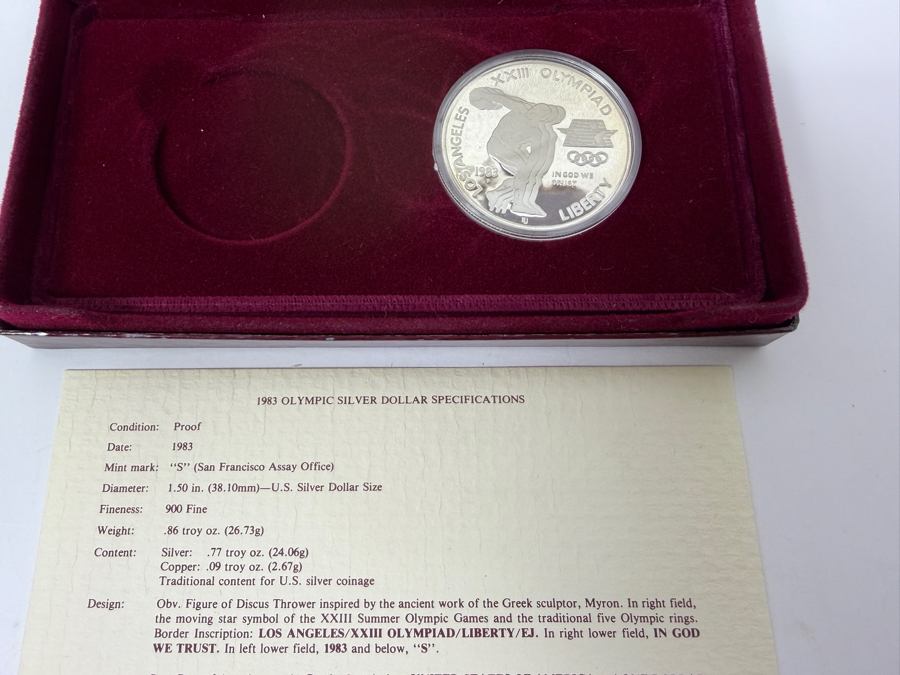 XXIII OLYMPIAD
LOS ANGELES
1983
IN GOD WE
TRUST
LIBERTY
EJ
1983 OLYMPIC SILVER DOLLAR SPECIFICATIONS
Condition: Proof
Date: 1983
Mint mark: “S” (San Francisco Assay Office)
Diameter: 1.50 in. (38.10mm)—U.S. Silver Dollar Size
Fineness: 900 Fine
Weight: .86 troy oz. (26.73g)
Content: Silver: .77 troy oz. (24.06g)
Copper: .09 troy oz. (2.67g)
Traditional content for U.S. silver coinage
Design: Obv. Figure of Discus Thrower inspired by the ancient work of the Greek sculptor, Myron. In right field,
the moving star symbol of the XXIII Summer Olympic Games and the traditional five Olympic rings.
Border Inscription: LOS ANGELES/XXIII OLYMPIAD/LIBERTY/EJ. In right lower field, IN GOD
WE TRUST. In left lower field, 1983 and below, “S”.